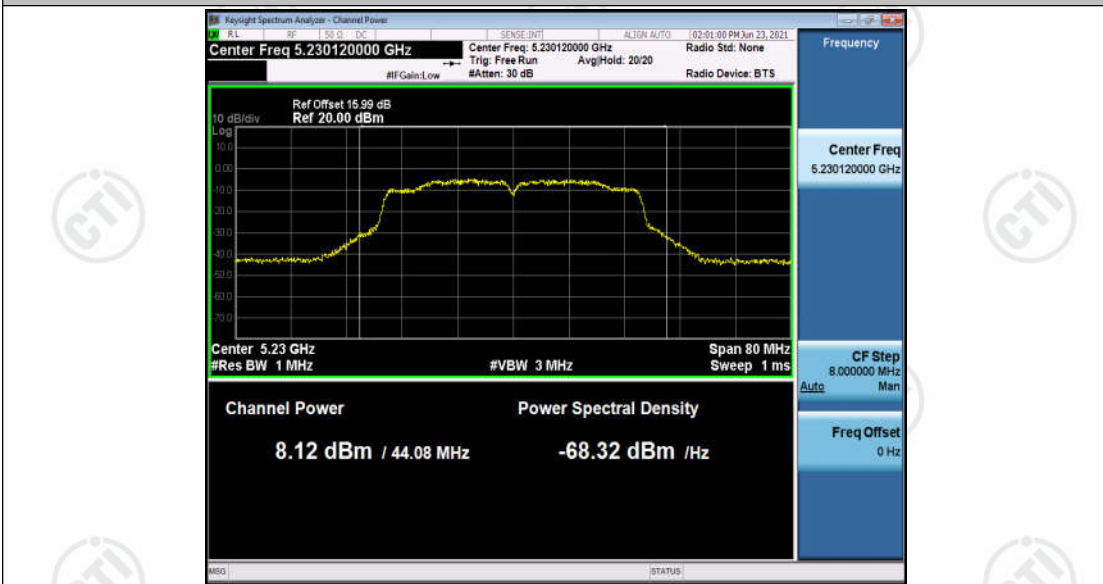 Keysight Spectrum Analyzer - Channel Power
RL RF 50 Ω DC SENSE:INT ALIGN AUTO 02:01:00 PM Jun 23, 2021
Center Freq 5.230120000 GHz
Center Freq: 5.230120000 GHz Radio Std: None
Trig: Free Run Avg|Hold: 20/20
#IFGain:Low #Atten: 30 dB Radio Device: BTS
Frequency
Ref Offset 15.99 dB
10 dB/div Ref 20.00 dBm
Log
10.0
0.00
-10.0
-20.0
-30.0
-40.0
-50.0
-60.0
-70.0
Center 5.23 GHz Span 80 MHz
#Res BW 1 MHz #VBW 3 MHz Sweep 1 ms
Channel Power Power Spectral Density
8.12 dBm / 44.08 MHz -68.32 dBm /Hz
Center Freq
5.230120000 GHz
CF Step
8.000000 MHz
Auto Man
Freq Offset
0 Hz
MSG STATUS
CTI
CTI